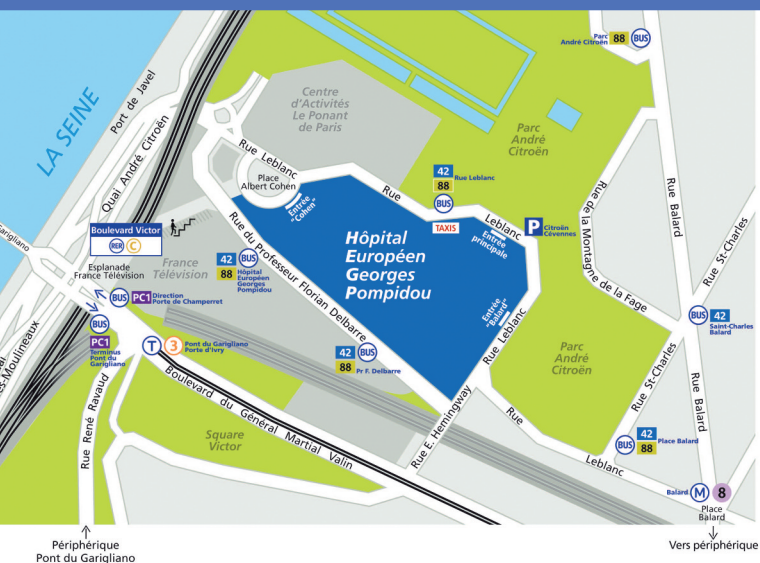 Parc
André Citroën
88
BUS
LA SEINE
Port de Javel
Quai André Citroën
Centre
d'Activités
Le Ponant
de Paris
Parc
André
Citroën
Rue Leblanc
Place
Albert Cohen
Entrée
"Cohen"
Rue
Leblanc
42
88
Rue Leblanc
BUS
TAXIS
P
Citroën
Cévennes
Entrée
principale
Rue de la Montagne de la Fage
Rue Balard
Rue St-Charles
Garigliano
Boulevard Victor
RER
C
Esplanade
France Télévision
France
Télévision
Rue du Professeur Florian Delbarre
42
88
BUS
Hôpital
Européen
Georges
Pompidou
Hôpital
Européen
Georges
Pompidou
Entrée
"Balard"
Rue Leblanc
BUS
PC1
Direction
Porte de Champerret
BUS
PC1
Terminus
Pont du
Garigliano
T
3
Pont du Garigliano
Porte d'Ivry
42
88
BUS
Pr F. Delbarre
Parc
André
Citroën
BUS
42
Saint-Charles
Balard
Rue St-Charles
Rue Balard
s-Moulineaux
Rue René Ravaud
Boulevard du Général Martial Valin
Square
Victor
Rue E. Hemingway
Rue
Leblanc
BUS
42
88
Place Balard
Balard
M
8
Place
Balard
Périphérique
Pont du Garigliano
Vers périphérique